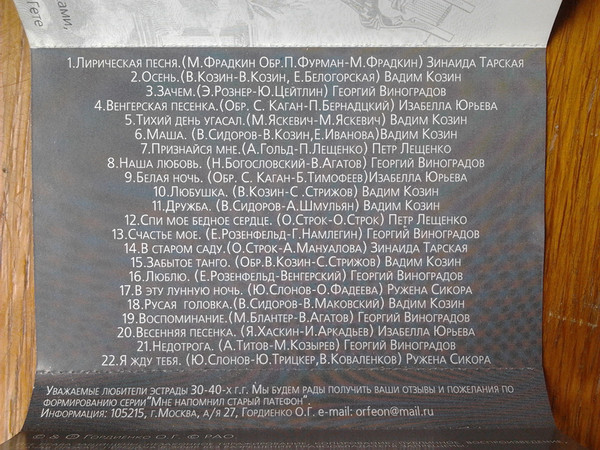 рами,
Гете
1.Лирическая песня.(М.Фрадкин Обр.П.Фурман-М.Фрадкин) Зинаида Тарская
2.Осень.(В.Козин-В.Козин, Е.Белогорская) Вадим Козин
3.Зачем.(Э.Рознер-Ю.Цейтлин) Георгий Виноградов
4.Венгерская песенка.(Обр. С. Каган-П.Бернадцкий) Изабелла Юрьева
5.Тихий день угасал.(М.Яскевич-М.Яскевич) Вадим Козин
6.Маша. (В.Сидоров-В.Козин,Е.Иванова)Вадим Козин
7.Признайся мне.(А.Гольд-П.Лещенко) Петр Лещенко
8.Наша любовь. (Н.Богословский-В.Агатов) Георгий Виноградов
9.Белая ночь. (Обр. С. Каган-Б.Тимофеев)Изабелла Юрьева
10.Любушка. (В.Козин-С .Стрижов) Вадим Козин
11.Дружба. (В.Сидоров-А.Шмульян) Вадим Козин
12.Спи мое бедное сердце. (О.Строк-О.Строк) Петр Лещенко
13.Счастье мое. (Е.Розенфельд-Г.Намлегин) Георгий Виноградов
14.В старом саду.(О.Строк-А.Мануалова) Зинаида Тарская
15.Забытое танго. (Обр.В.Козин-С.Стрижов) Вадим Козин
16.Люблю. (Е.Розенфельд-Венгерский) Георгий Виноградов
17.В эту лунную ночь. (Ю.Слонов-О.Фадеева) Ружена Сикора
18.Русая головка.(В.Сидоров-В.Маковский) Вадим Козин
19.Воспоминание.(М.Блантер-В.Агатов) Георгий Виноградов
20.Весенняя песенка. (Я.Хаскин-И.Аркадьев) Изабелла Юрьева
21.Недотрога. (А.Титов-М.Козырев) Георгий Виноградов
22.Я жду тебя. (Ю.Слонов-Ю.Трицкер,В.Коваленков) Ружена Сикора
Уважаемые любители эстрады 30-40-х г.г. Мы будем рады получить ваши отзывы и пожелания по
формированию серии"Мне напомнил старый патефон".
Информация: 105215, г.Москва, а/я 27, Гордиенко О.Г. e-mail: orfeon@mail.ru
© & ℗ Гордиенко О.Г. © РАО